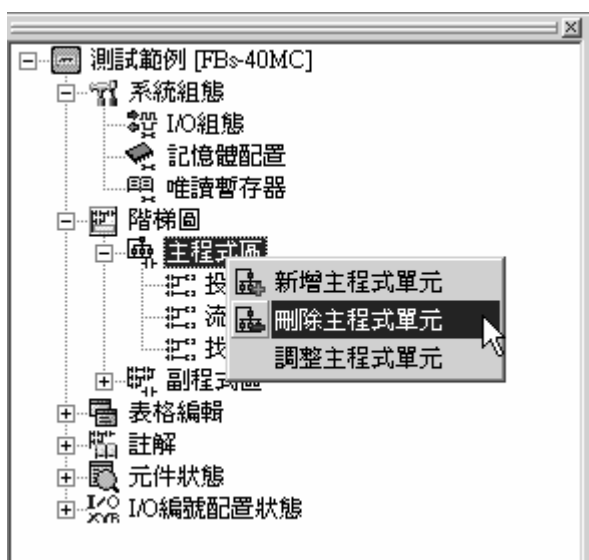 測試範例 [FBs-40MC]
系統組態
I/O組態
記憶體配置
唯讀暫存器
階梯圖
主程式區
投
新增主程式單元
流
刪除主程式單元
找
調整主程式單元
副程式區
表格編輯
註解
元件狀態
I/O編號配置狀態